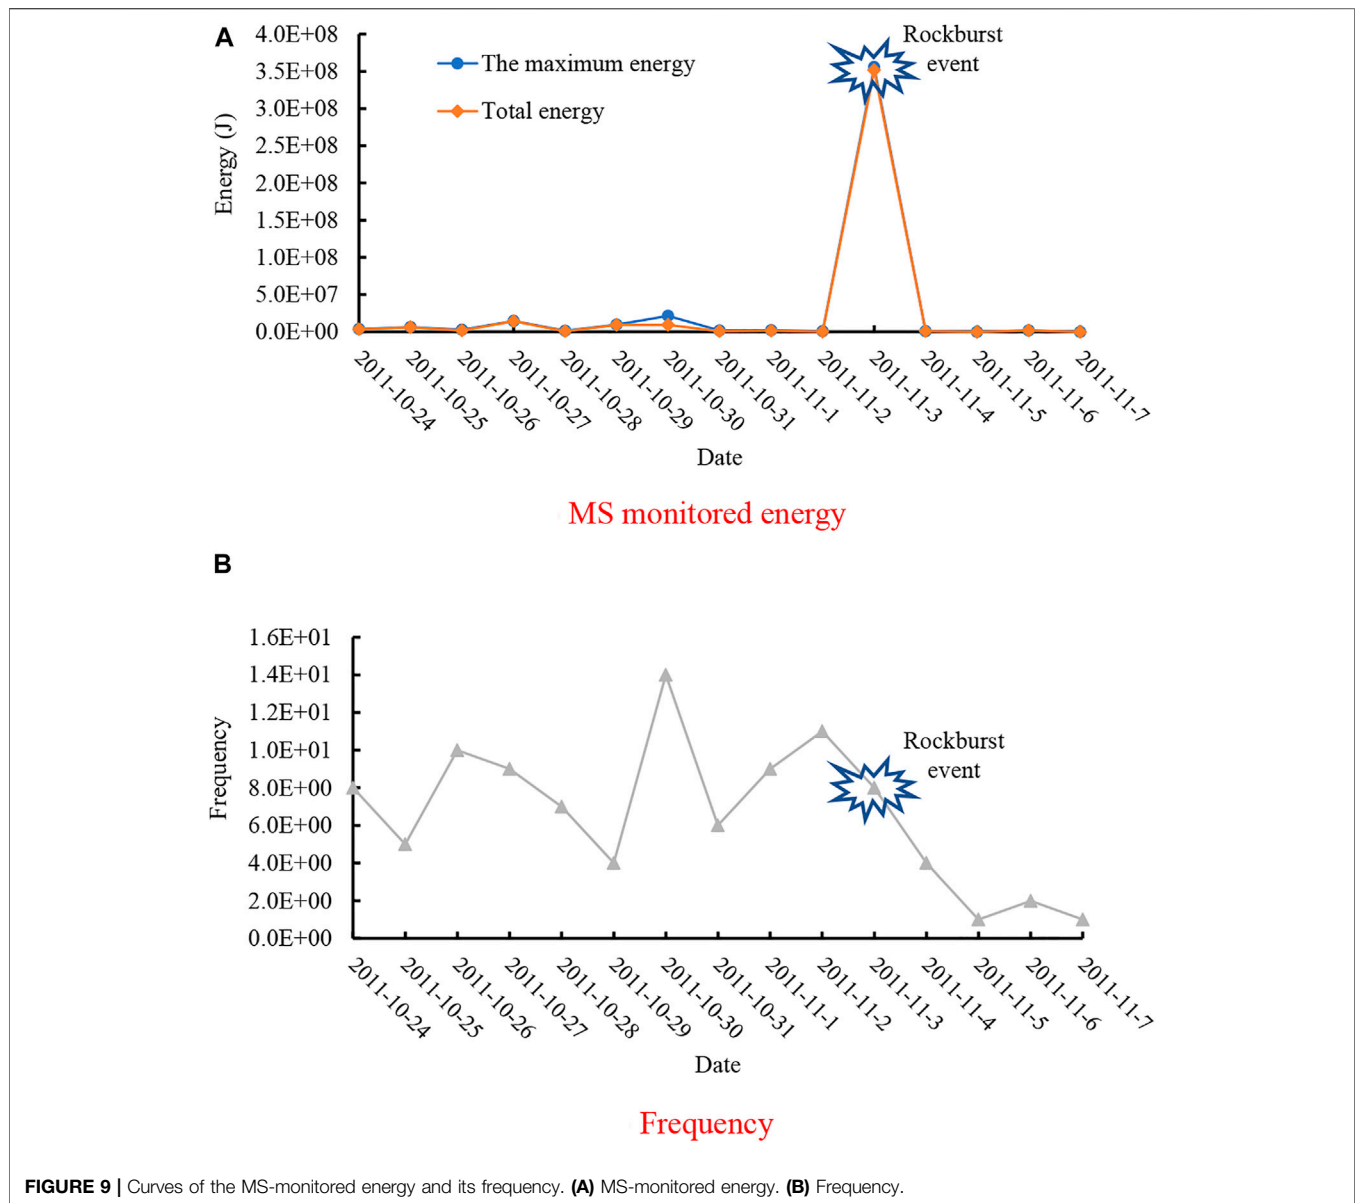 A
4.0E+08
3.5E+08
3.0E+08
2.5E+08
2.0E+08
1.5E+08
1.0E+08
5.0E+07
0.0E+00
Energy (J)
The maximum energy
Total energy
Rockburst
event
2011-10-24
2011-10-25
2011-10-26
2011-10-27
2011-10-28
2011-10-29
2011-10-30
2011-10-31
2011-11-1
2011-11-2
2011-11-3
2011-11-4
2011-11-5
2011-11-6
2011-11-7
Date
MS monitored energy
B
1.6E+01
1.4E+01
1.2E+01
1.0E+01
8.0E+00
6.0E+00
4.0E+00
2.0E+00
0.0E+00
Frequency
Rockburst
event
2011-10-24
2011-10-25
2011-10-26
2011-10-27
2011-10-28
2011-10-29
2011-10-30
2011-10-31
2011-11-1
2011-11-2
2011-11-3
2011-11-4
2011-11-5
2011-11-6
2011-11-7
Date
Frequency
FIGURE 9 | Curves of the MS-monitored energy and its frequency. (A) MS-monitored energy. (B) Frequency.